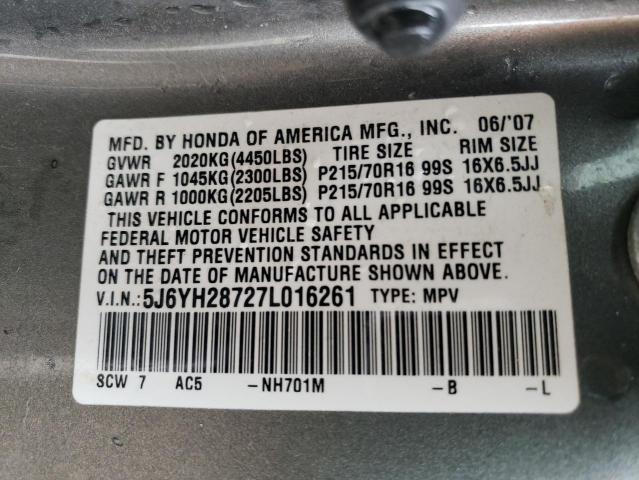 MFD. BY HONDA OF AMERICA MFG., INC. 06/'07
GVWR 2020KG(4450LBS) TIRE SIZE RIM SIZE
GAWR F 1045KG(2300LBS) P215/70R16 99S 16X6.5JJ
GAWR R 1000KG(2205LBS) P215/70R16 99S 16X6.5JJ
THIS VEHICLE CONFORMS TO ALL APPLICABLE
FEDERAL MOTOR VEHICLE SAFETY
AND THEFT PREVENTION STANDARDS IN EFFECT
ON THE DATE OF MANUFACTURE SHOWN ABOVE.
V.I.N.:5J6YH28727L016261 TYPE: MPV
SCW 7 AC5 -NH701M -B -L